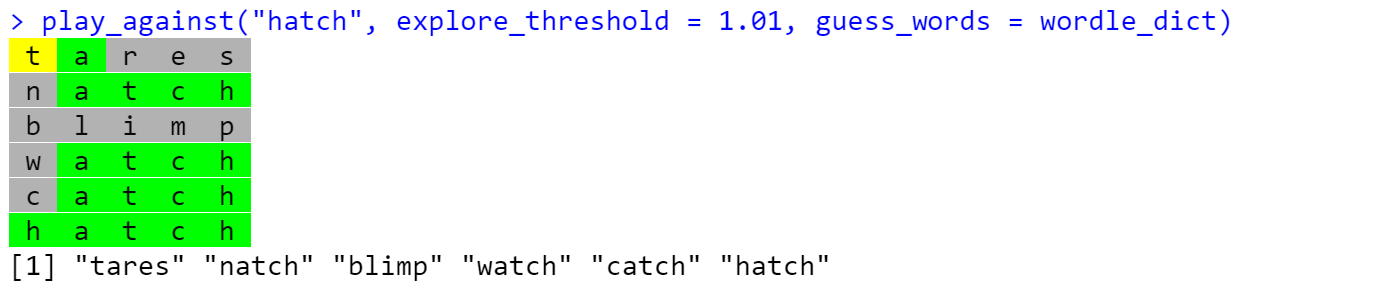 > play_against("hatch", explore_threshold = 1.01, guess_words = wordle_dict)
t a r e s
n a t c h
b l i m p
w a t c h
c a t c h
h a t c h
[1] "tares" "natch" "blimp" "watch" "catch" "hatch"